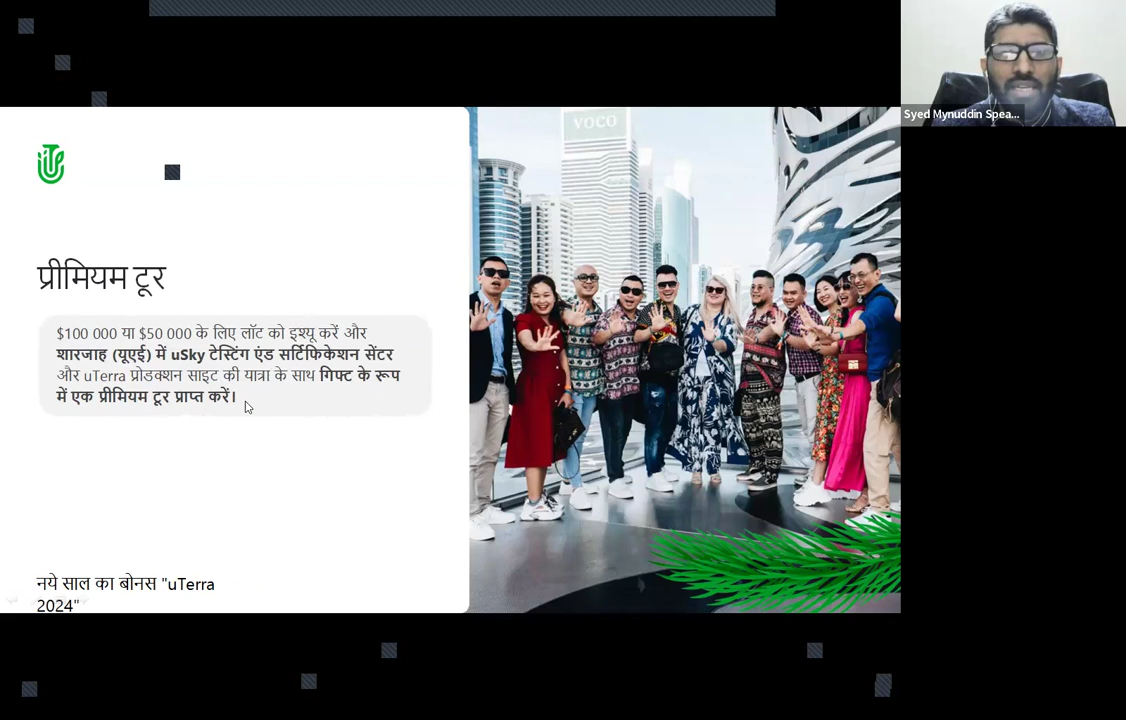 VOCO
Syed Mynuddin Spea...
प्रीमियम टूर
$100 000 या $50 000 के लिए लॉट को इश्यू करें और
शारजाह (यूएई) में uSky टेस्टिंग एंड सर्टिफिकेशन सेंटर
और uTerra प्रोडक्शन साइट की यात्रा के साथ गिफ्ट के रूप
में एक प्रीमियम टूर प्राप्त करें।
नये साल का बोनस "uTerra
2024"